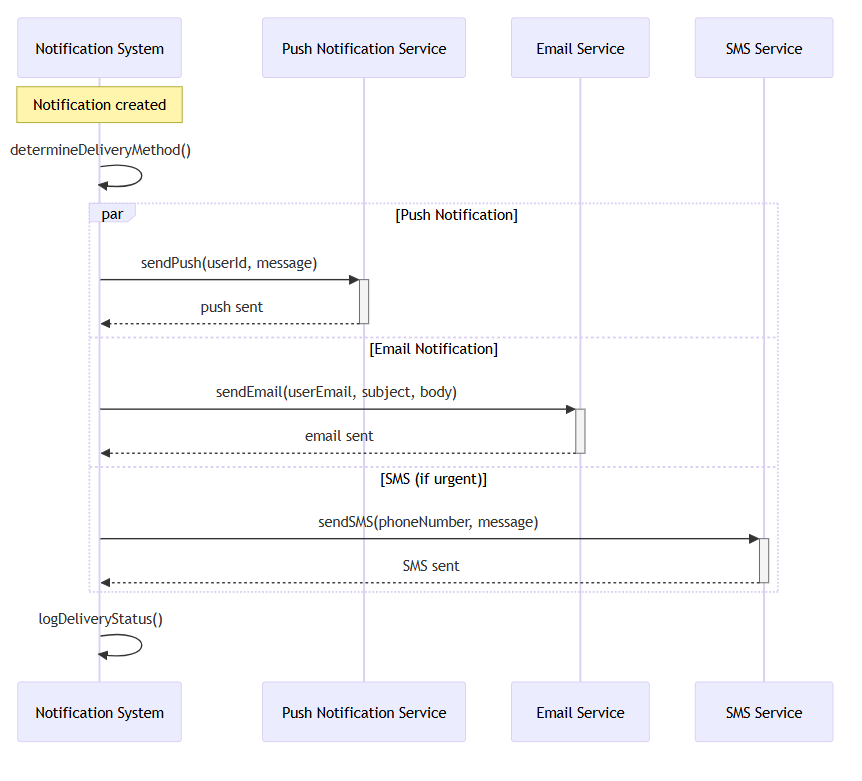 Notification System
Push Notification Service
Email Service
SMS Service
Notification created
determineDeliveryMethod()
par
[Push Notification]
sendPush(userId, message)
push sent
[Email Notification]
sendEmail(userEmail, subject, body)
email sent
[SMS (if urgent)]
sendSMS(phoneNumber, message)
SMS sent
logDeliveryStatus()
Notification System
Push Notification Service
Email Service
SMS Service